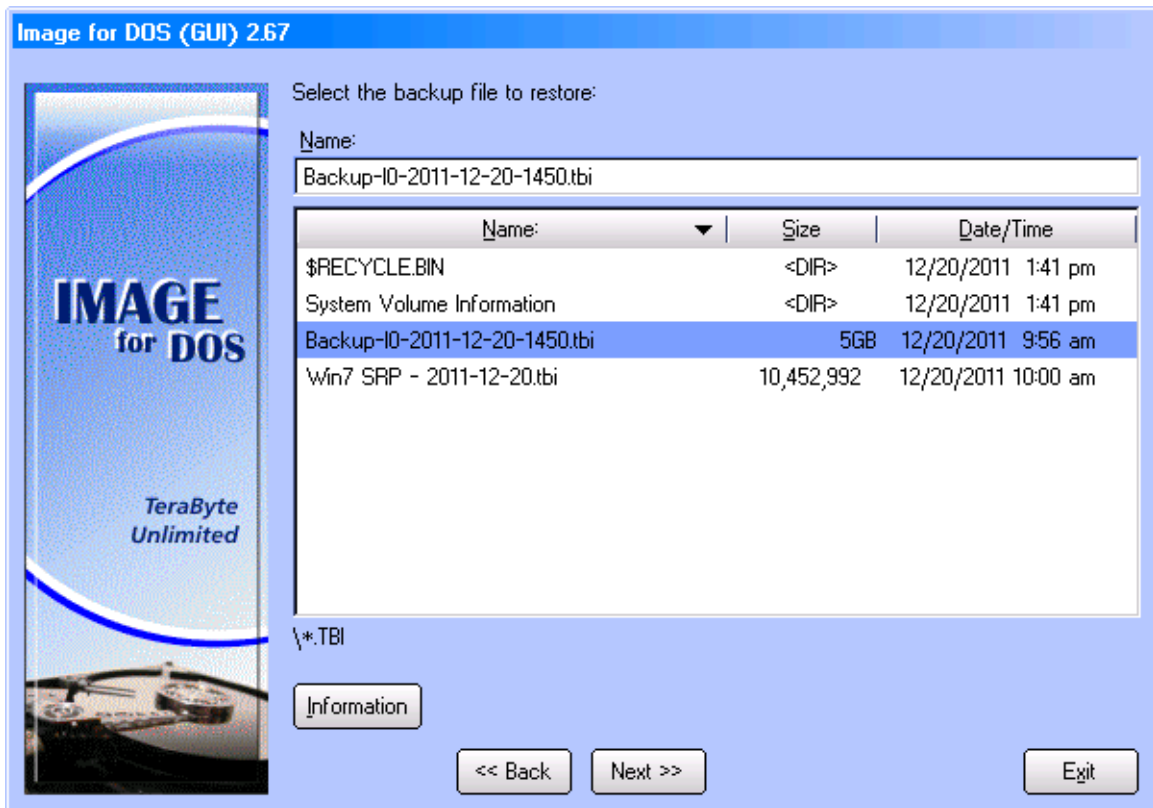 Image for DOS (GUI) 2.67
Select the backup file to restore:
Name:
Backup-I0-2011-12-20-1450.tbi
Name: Size Date/Time
$RECYCLE.BIN <DIR> 12/20/2011 1:41 pm
System Volume Information <DIR> 12/20/2011 1:41 pm
Backup-I0-2011-12-20-1450.tbi 5GB 12/20/2011 9:56 am
Win7 SRP - 2011-12-20.tbi 10,452,992 12/20/2011 10:00 am
IMAGE
for DOS
TeraByte
Unlimited
\*.TBI
Information
<< Back Next >> Exit